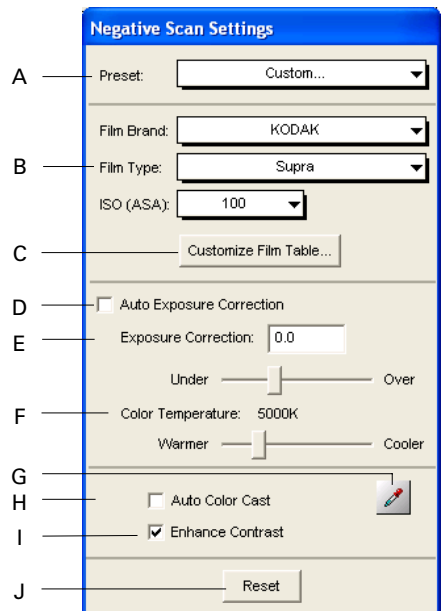 Negative Scan Settings
A Preset: Custom...
Film Brand: KODAK
B Film Type: Supra
ISO (ASA): 100
C Customize Film Table...
D Auto Exposure Correction
E Exposure Correction: 0.0
Under Over
F Color Temperature: 5000K
Warmer Cooler
G
H Auto Color Cast
I Enhance Contrast
J Reset